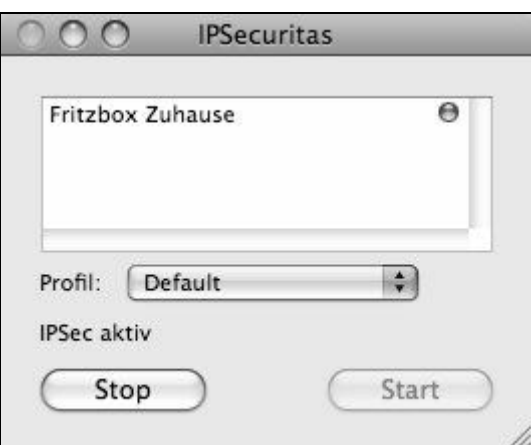 IPSecuritas
Fritzbox Zuhause
Profil: Default
IPSec aktiv
Stop Start